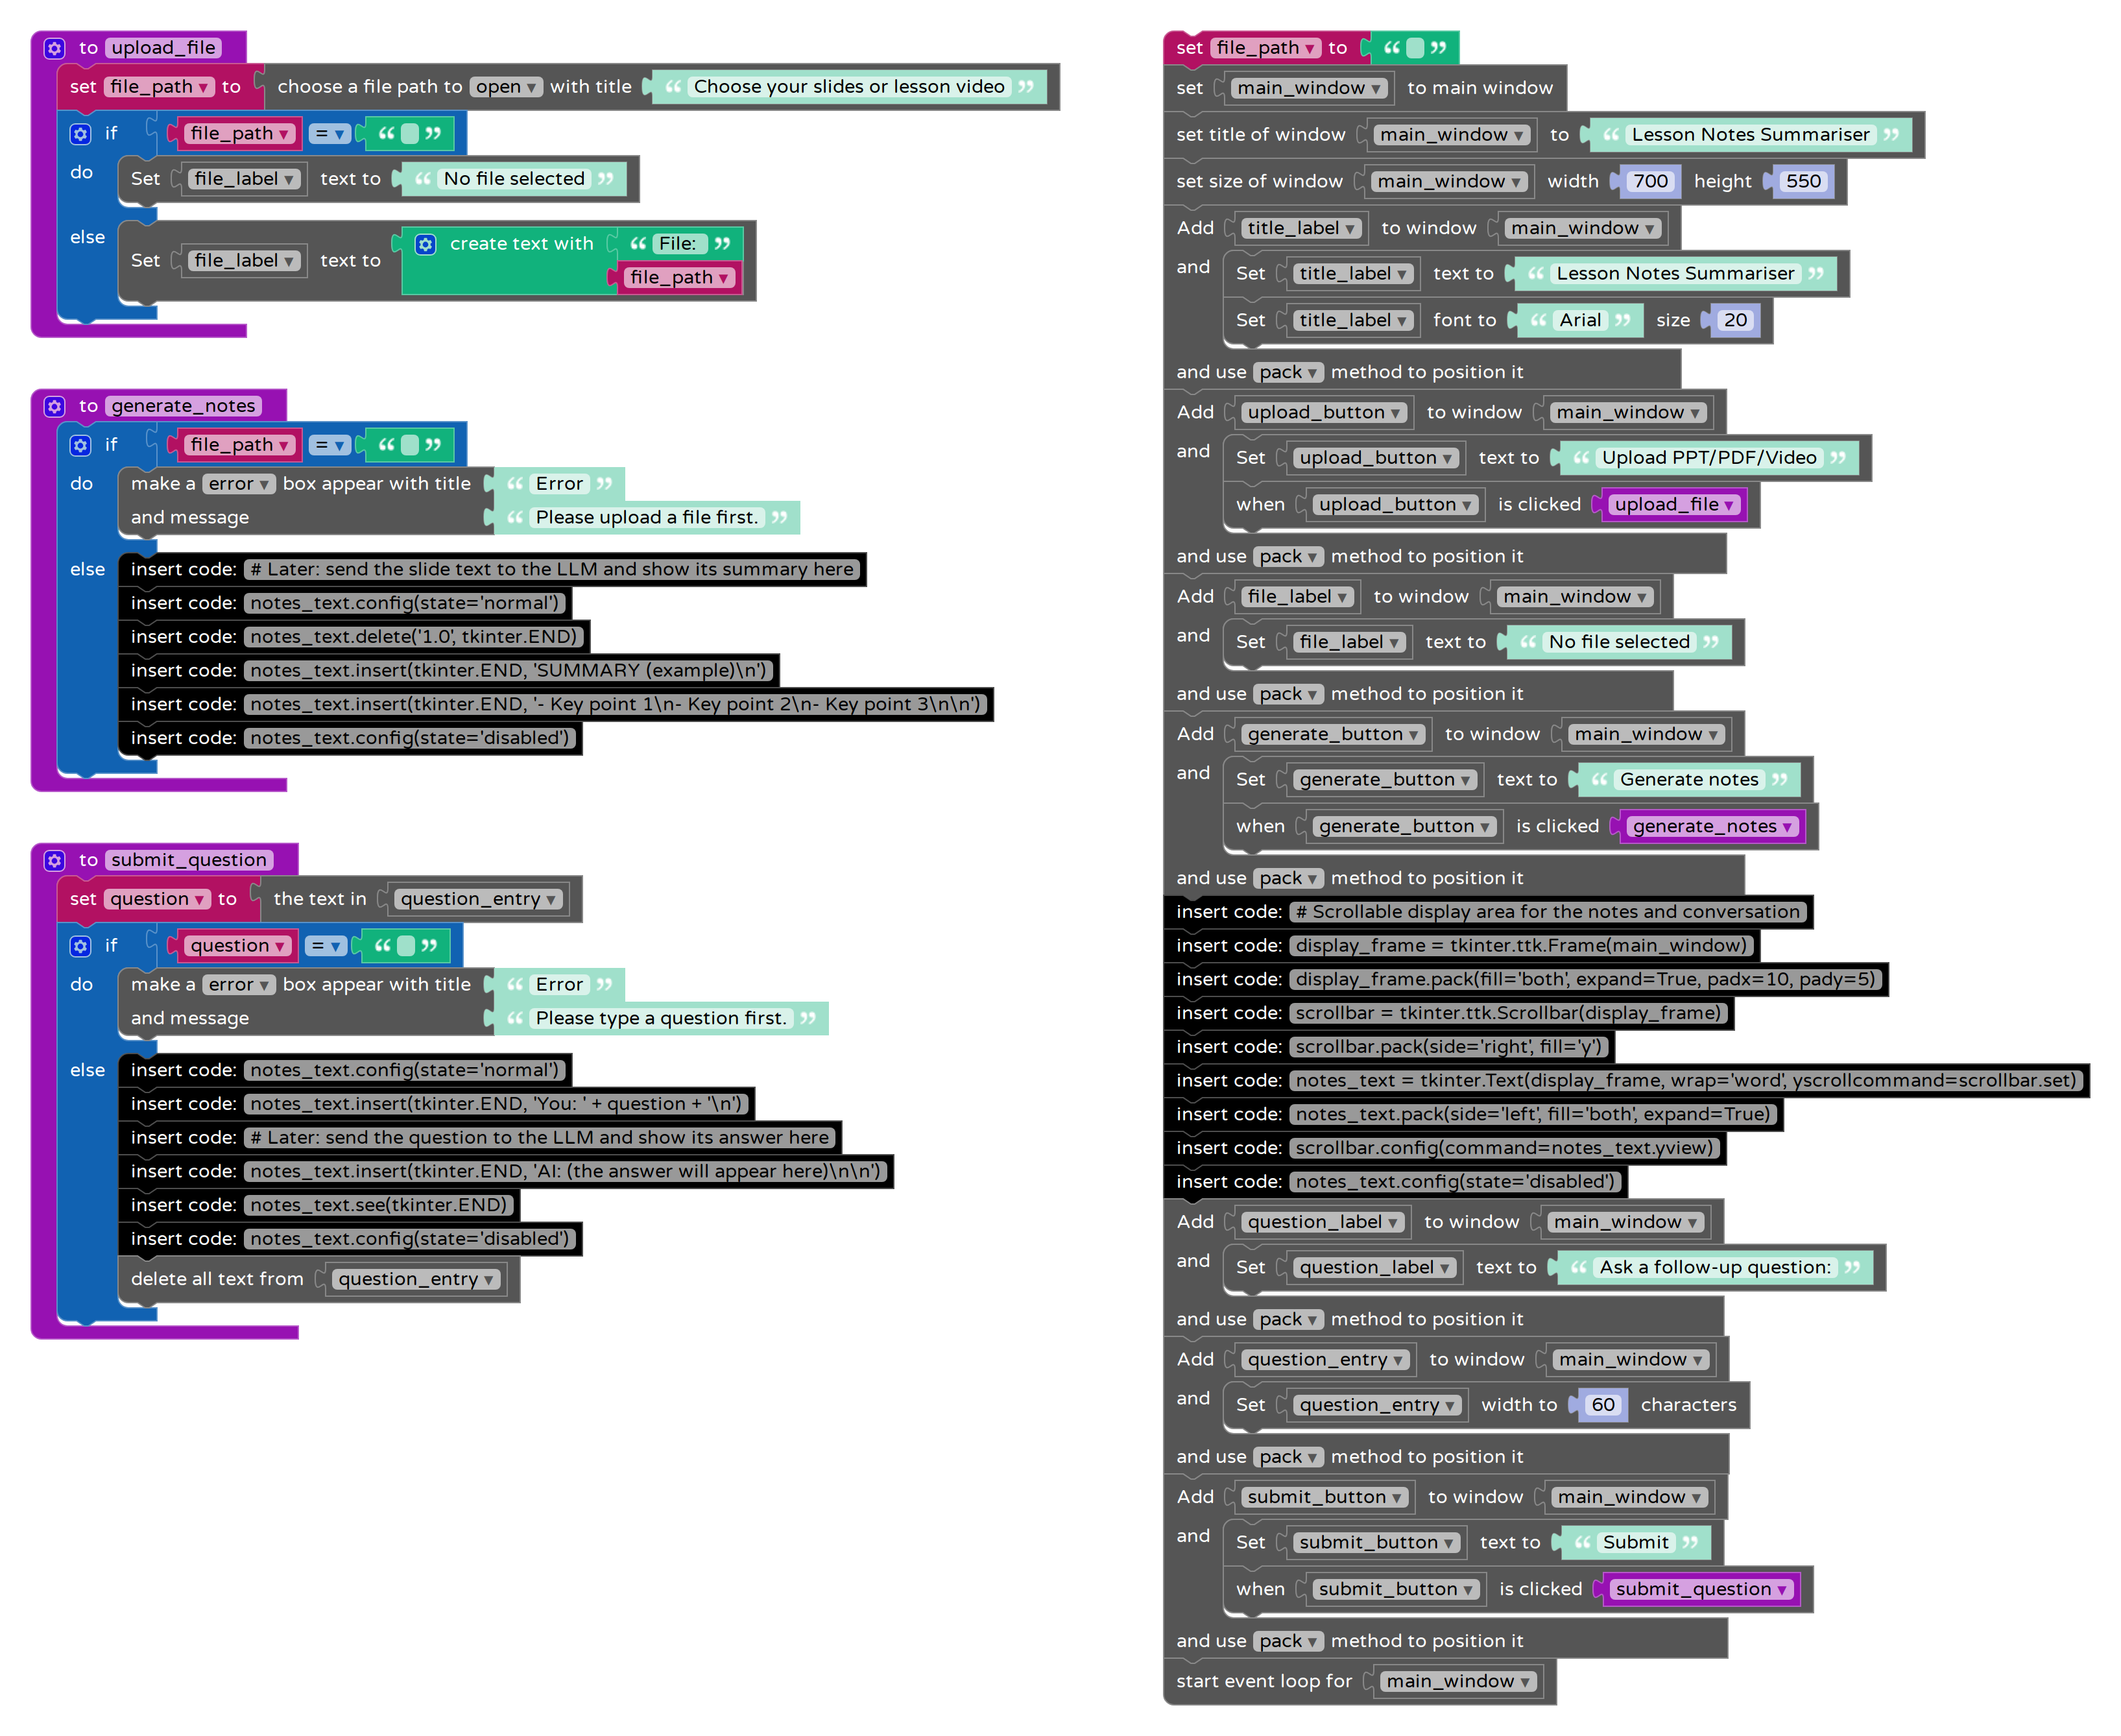 to upload_file
set file_path ▾ to choose a file path to open ▾ with title “ Choose your slides or lesson video ”
if file_path ▾ = ▾ “ ”
do Set file_label ▾ text to “ No file selected ”
else Set file_label ▾ text to create text with “ File: ”
file_path ▾
to generate_notes
if file_path ▾ = ▾ “ ”
do make a error ▾ box appear with title “ Error ”
and message “ Please upload a file first. ”
else insert code: # Later: send the slide text to the LLM and show its summary here
insert code: notes_text.config(state='normal')
insert code: notes_text.delete('1.0', tkinter.END)
insert code: notes_text.insert(tkinter.END, 'SUMMARY (example)\n')
insert code: notes_text.insert(tkinter.END, '- Key point 1\n- Key point 2\n- Key point 3\n\n')
insert code: notes_text.config(state='disabled')
to submit_question
set question ▾ to the text in question_entry ▾
if question ▾ = ▾ “ ”
do make a error ▾ box appear with title “ Error ”
and message “ Please type a question first. ”
else insert code: notes_text.config(state='normal')
insert code: notes_text.insert(tkinter.END, 'You: ' + question + '\n')
insert code: # Later: send the question to the LLM and show its answer here
insert code: notes_text.insert(tkinter.END, 'AI: (the answer will appear here)\n\n')
insert code: notes_text.see(tkinter.END)
insert code: notes_text.config(state='disabled')
delete all text from question_entry ▾
set file_path ▾ to “ ”
set main_window ▾ to main window
set title of window main_window ▾ to “ Lesson Notes Summariser ”
set size of window main_window ▾ width 700 height 550
Add title_label ▾ to window main_window ▾
and Set title_label ▾ text to “ Lesson Notes Summariser ”
Set title_label ▾ font to “ Arial ” size 20
and use pack ▾ method to position it
Add upload_button ▾ to window main_window ▾
and Set upload_button ▾ text to “ Upload PPT/PDF/Video ”
when upload_button ▾ is clicked upload_file ▾
and use pack ▾ method to position it
Add file_label ▾ to window main_window ▾
and Set file_label ▾ text to “ No file selected ”
and use pack ▾ method to position it
Add generate_button ▾ to window main_window ▾
and Set generate_button ▾ text to “ Generate notes ”
when generate_button ▾ is clicked generate_notes ▾
and use pack ▾ method to position it
insert code: # Scrollable display area for the notes and conversation
insert code: display_frame = tkinter.ttk.Frame(main_window)
insert code: display_frame.pack(fill='both', expand=True, padx=10, pady=5)
insert code: scrollbar = tkinter.ttk.Scrollbar(display_frame)
insert code: scrollbar.pack(side='right', fill='y')
insert code: notes_text = tkinter.Text(display_frame, wrap='word', yscrollcommand=scrollbar.set)
insert code: notes_text.pack(side='left', fill='both', expand=True)
insert code: scrollbar.config(command=notes_text.yview)
insert code: notes_text.config(state='disabled')
Add question_label ▾ to window main_window ▾
and Set question_label ▾ text to “ Ask a follow-up question: ”
and use pack ▾ method to position it
Add question_entry ▾ to window main_window ▾
and Set question_entry ▾ width to 60 characters
and use pack ▾ method to position it
Add submit_button ▾ to window main_window ▾
and Set submit_button ▾ text to “ Submit ”
when submit_button ▾ is clicked submit_question ▾
and use pack ▾ method to position it
start event loop for main_window ▾